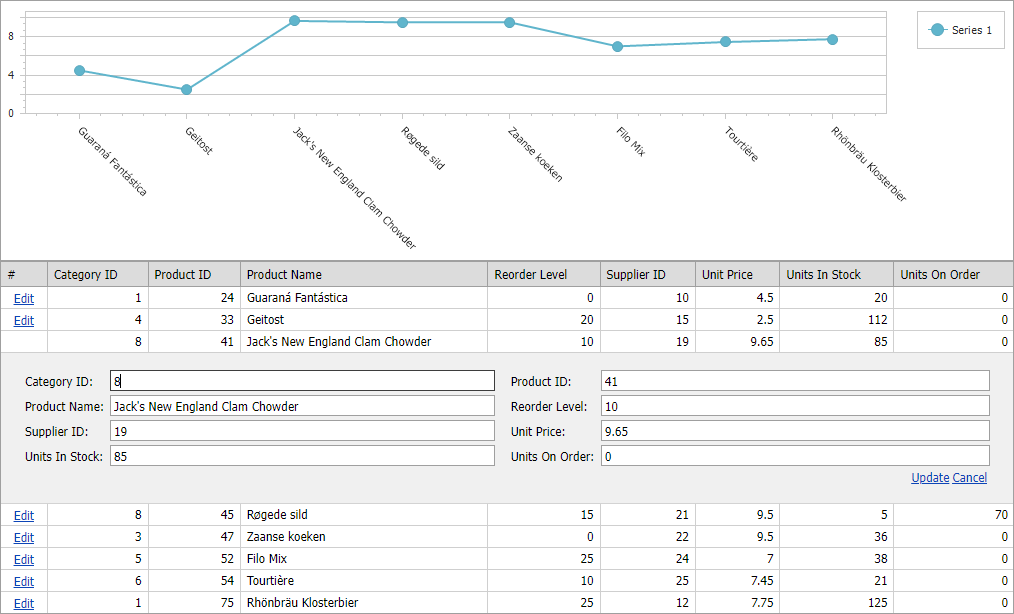 8
4
0
Series 1
Guaraná Fantástica
Geitost
Jack's New England Clam Chowder
Røgede sild
Zaanse koeken
Filo Mix
Tourtière
Rhönbräu Klosterbier
# Category ID Product ID Product Name Reorder Level Supplier ID Unit Price Units In Stock Units On Order
Edit 1 24 Guaraná Fantástica 0 10 4.5 20 0
Edit 4 33 Geitost 20 15 2.5 112 0
8 41 Jack's New England Clam Chowder 10 19 9.65 85 0
Category ID: 8 Product ID: 41
Product Name: Jack's New England Clam Chowder Reorder Level: 10
Supplier ID: 19 Unit Price: 9.65
Units In Stock: 85 Units On Order: 0
Update Cancel
Edit 8 45 Røgede sild 15 21 9.5 5 70
Edit 3 47 Zaanse koeken 0 22 9.5 36 0
Edit 5 52 Filo Mix 25 24 7 38 0
Edit 6 54 Tourtière 10 25 7.45 21 0
Edit 1 75 Rhönbräu Klosterbier 25 12 7.75 125 0